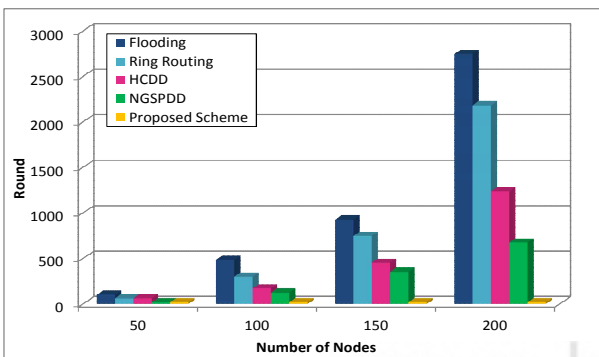 3000
2500
2000
1500
1000
500
0
Round
Flooding
Ring Routing
HCDD
NGSPDD
Proposed Scheme
50 100 150 200
Number of Nodes